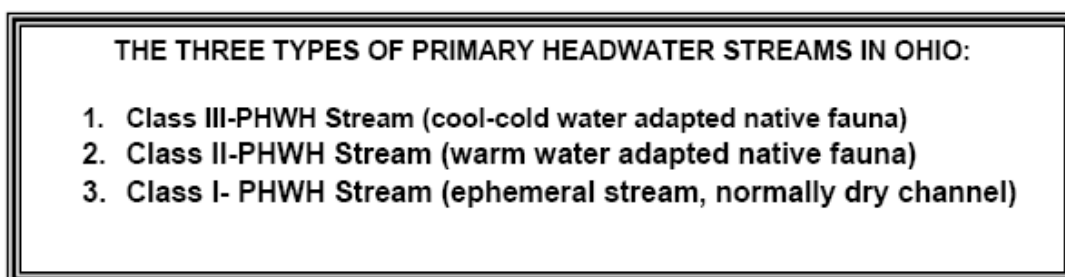 THE THREE TYPES OF PRIMARY HEADWATER STREAMS IN OHIO:
1. Class III-PHWH Stream (cool-cold water adapted native fauna)
2. Class II-PHWH Stream (warm water adapted native fauna)
3. Class I- PHWH Stream (ephemeral stream, normally dry channel)